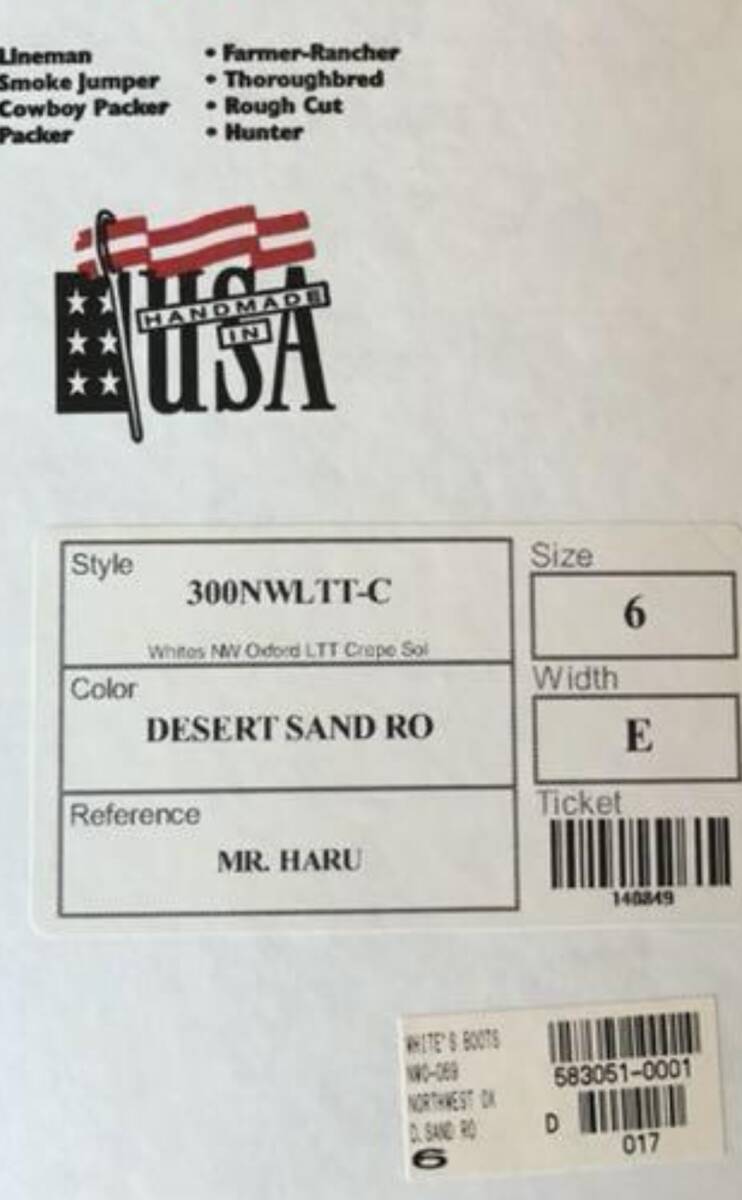 Lineman
Smoke Jumper
Cowboy Packer
Packer
• Farmer-Rancher
• Thoroughbred
• Rough Cut
• Hunter
USA
HANDMADE
IN
Style
300NWLTT-C
Whites NW Oxford LTT Crepe Sol
Color
DESERT SAND RO
Reference
MR. HARU
Size
6
Width
E
Ticket
140849
WHITE'S BOOTS
NWO-069
NORTHWEST OX
D.SAND RO
6
583051-0001
D
017